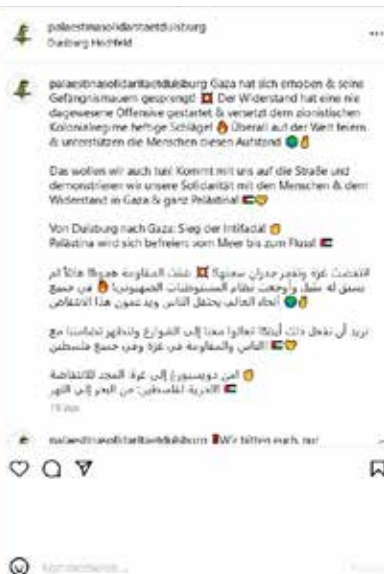 palaestinasolidaritaetduisburg
Duisburg Hochfeld
palaestinasolidaritaetduisburg Gaza hat sich erhoben & seine
Gefängnismauern gesprengt! 💥 Der Widerstand hat eine nie
dagewesene Offensive gestartet & versetzt dem zionistischen
Kolonialregime heftige Schläge! 🔥 Überall auf der Welt feiern
& unterstützen die Menschen diesen Aufstand 🌍✊
Das wollen wir auch tun! Kommt mit uns auf die Straße und
demonstrieren wir unsere Solidarität mit den Menschen & dem
Widerstand in Gaza & ganz Palästina! 🇵🇸🧡
Von Duisburg nach Gaza: Sieg der Intifada! ✊
Palästina wird sich befreien vom Meer bis zum Fluss! 🇵🇸
انتفضت غزة وتفجر جدران سجنها! 💥 شنت المقاومة هجومًا هائلاً لم
يسبق له مثيل وأوجعت نظام المستوطنات الصهيوني! 🔥 في جميع
أنحاء العالم، يحتفل الناس ويدعمون هذا الانتفاض 🌍✊
نريد أن نفعل ذلك أيضًا! تعالوا معنا إلى الشوارع ولنظهر تضامننا مع
الناس والمقاومة في غزة وفي جميع فلسطين! 🇵🇸🧡
من دويسبورغ إلى غزة: المجد للانتفاضة! ✊
الحرية لفلسطين: من البحر إلى النهر! 🇵🇸
palaestinasolidaritaetduisburg Wir bitten euch, nur